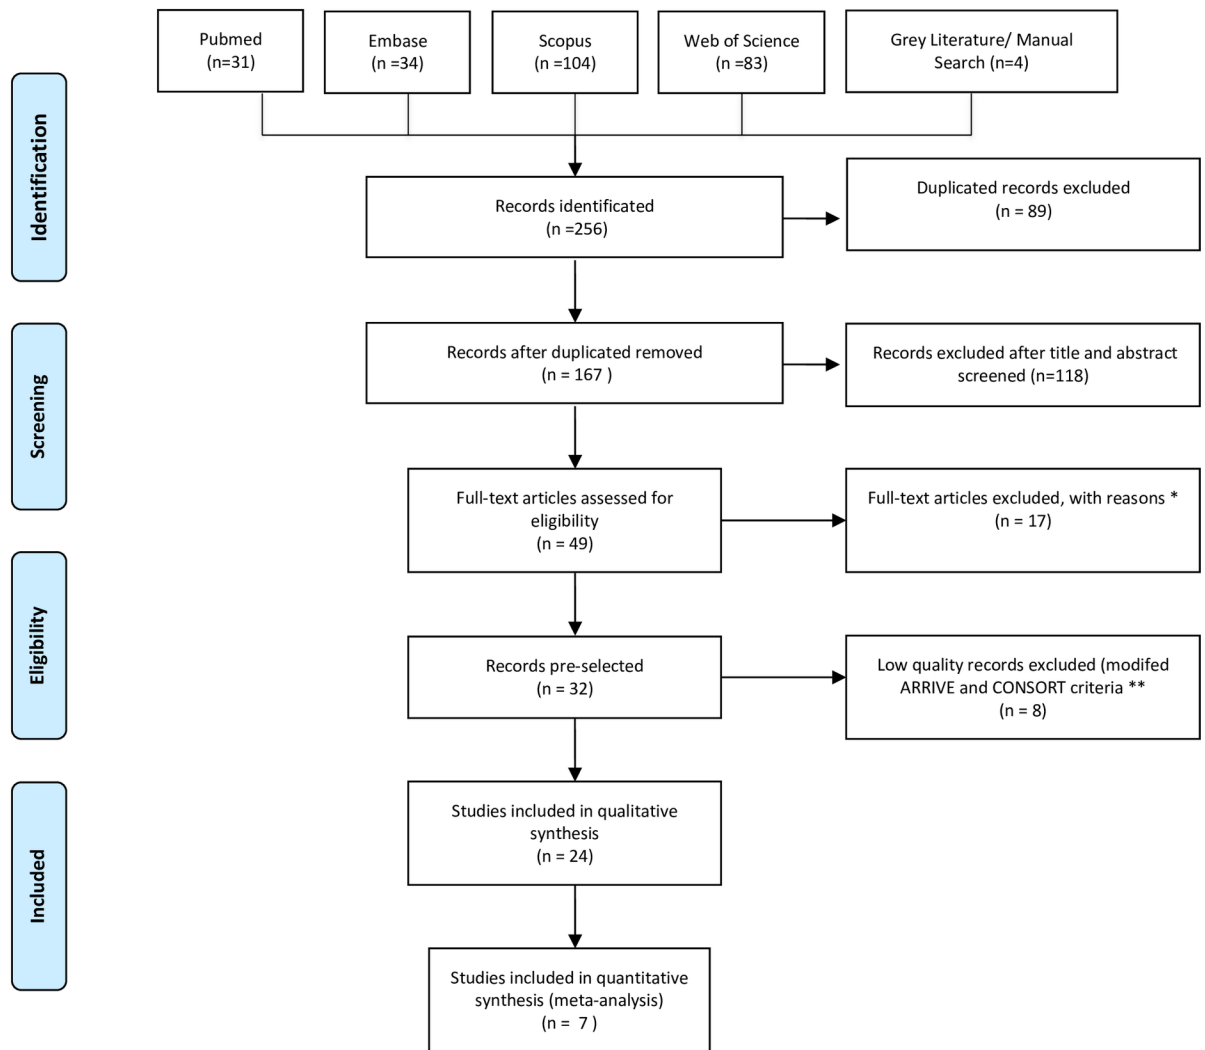 Pubmed
(n=31)
Embase
(n =34)
Scopus
(n =104)
Web of Science
(n =83)
Grey Literature/ Manual
Search (n=4)
Identification
Records identificated
(n =256)
Duplicated records excluded
(n = 89)
Screening
Records after duplicated removed
(n = 167 )
Records excluded after title and abstract
screened (n=118)
Full-text articles assessed for
eligibility
(n = 49)
Full-text articles excluded, with reasons *
(n = 17)
Eligibility
Records pre-selected
(n = 32)
Low quality records excluded (modifed
ARRIVE and CONSORT criteria **
(n = 8)
Included
Studies included in qualitative
synthesis
(n = 24)
Studies included in quantitative
synthesis (meta-analysis)
(n =  7 )